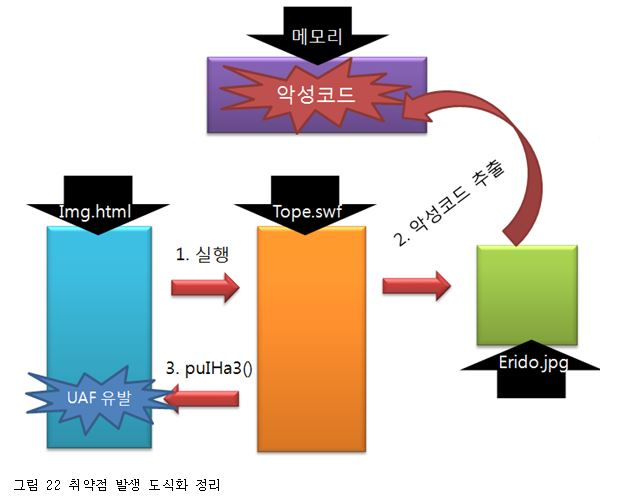 메모리
악성코드
Img.html
Tope.swf
1. 실행
2. 악성코드 추출
3. puIHa3()
Erido.jpg
UAF 유발
그림 22 취약점 발생 도식화 정리